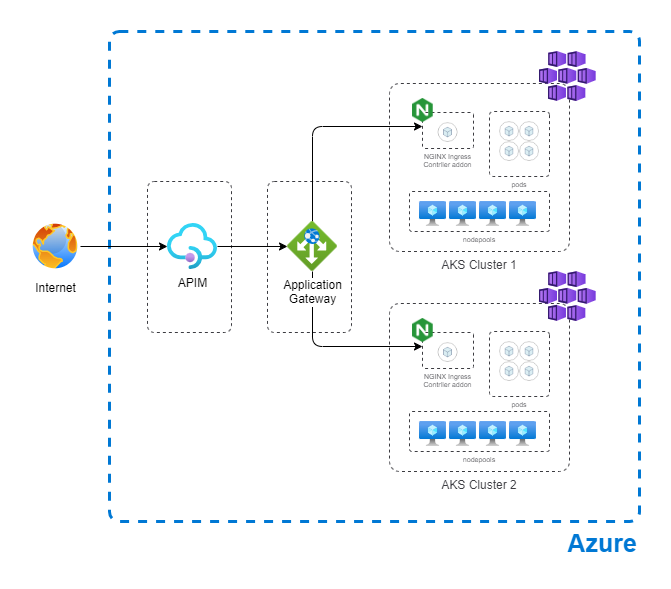 Internet
APIM
Application
Gateway
NGINX Ingress
Contrller addon
pods
nodepools
AKS Cluster 1
NGINX Ingress
Contrller addon
pods
nodepools
AKS Cluster 2
Azure